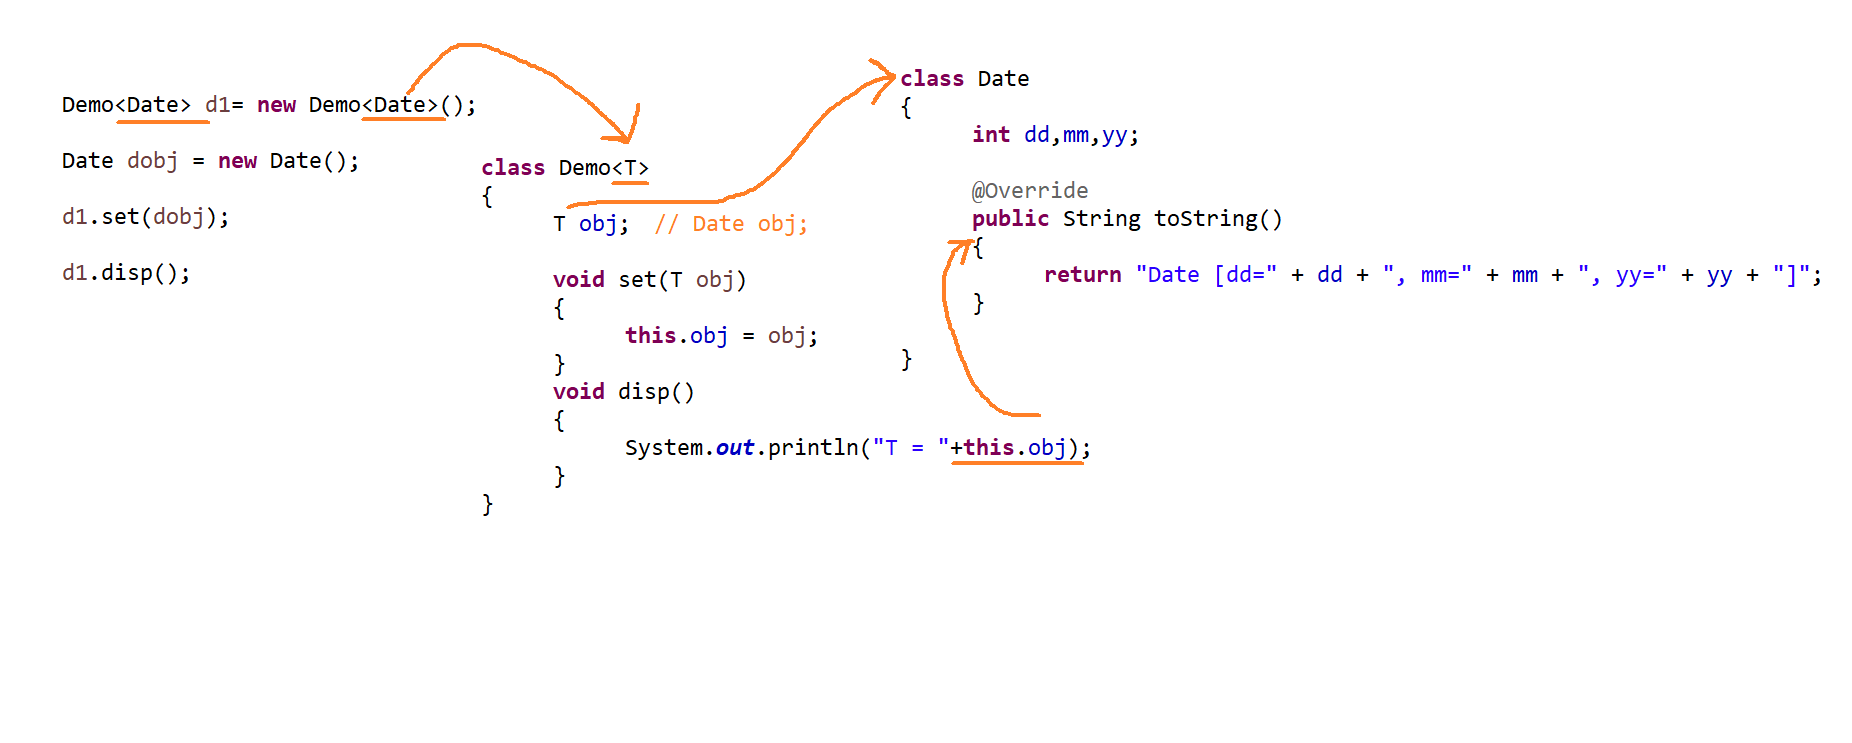 Demo<Date> d1= new Demo<Date>();
Date dobj = new Date();
d1.set(dobj);
d1.disp();
class Demo<T>
{
T obj;  // Date obj;
void set(T obj)
{
this.obj = obj;
}
void disp()
{
System.out.println("T = "+this.obj);
}
}
class Date
{
int dd,mm,yy;
@Override
public String toString()
{
return "Date [dd=" + dd + ", mm=" + mm + ", yy=" + yy + "]";
}
}